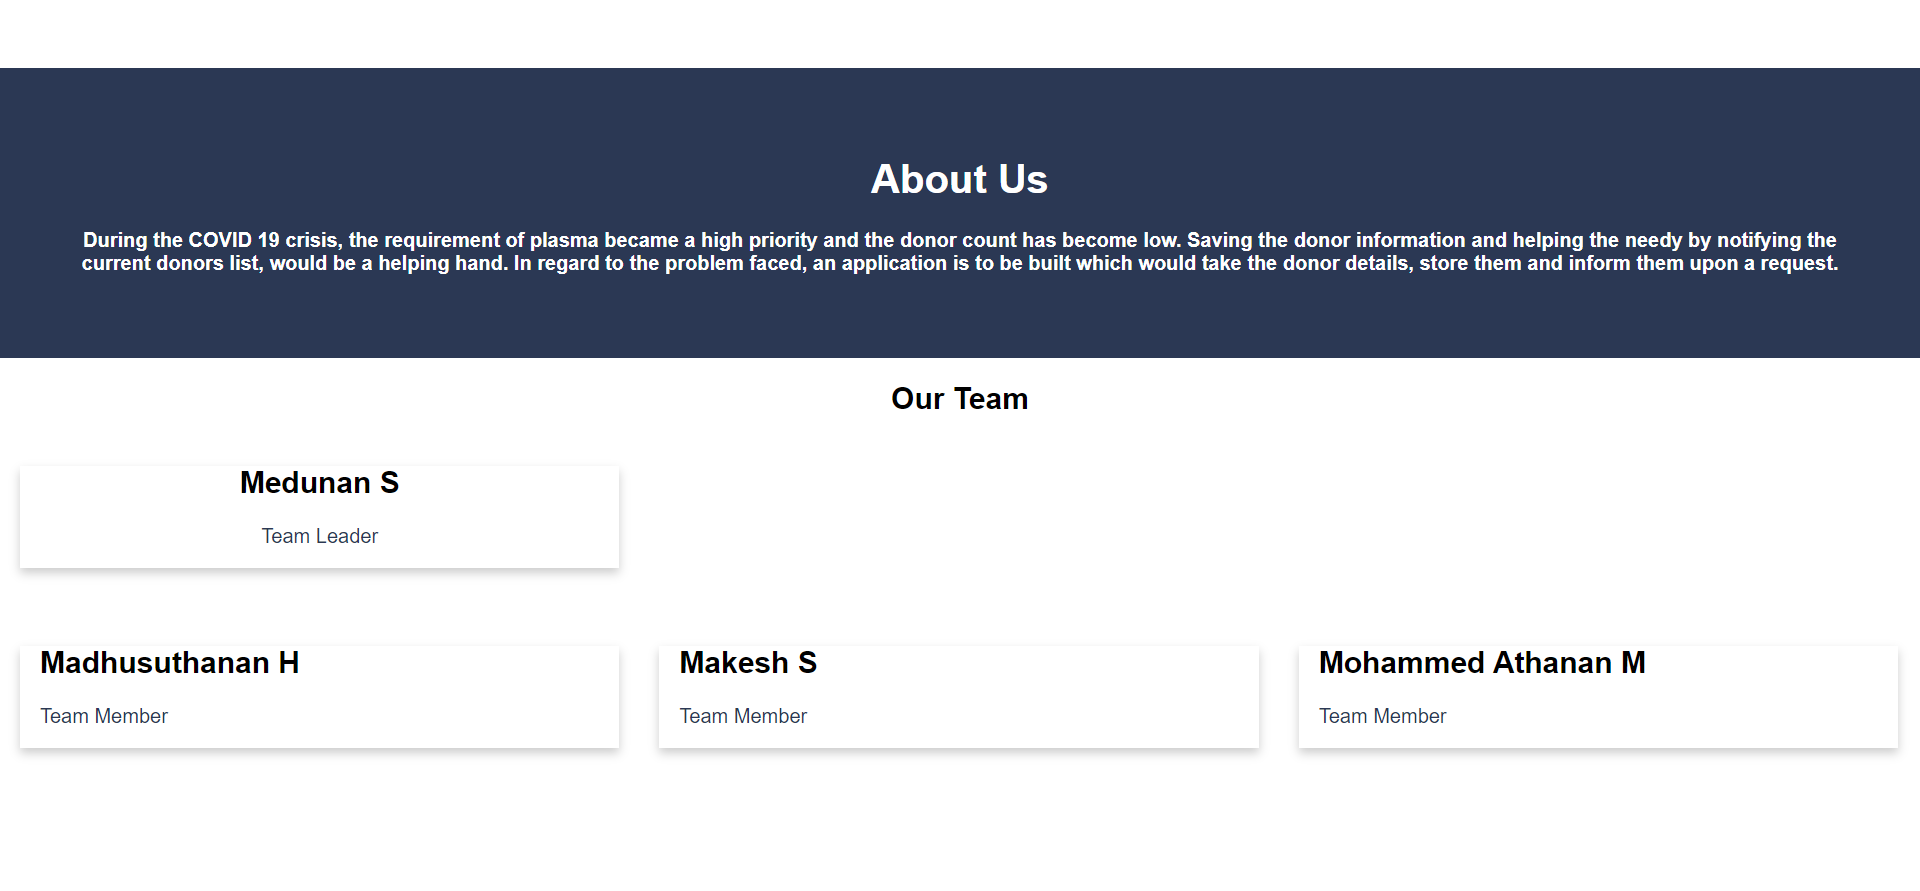 About Us
During the COVID 19 crisis, the requirement of plasma became a high priority and the donor count has become low. Saving the donor information and helping the needy by notifying the
current donors list, would be a helping hand. In regard to the problem faced, an application is to be built which would take the donor details, store them and inform them upon a request.
Our Team
Medunan S
Team Leader
Madhusuthanan H
Team Member
Makesh S
Team Member
Mohammed Athanan M
Team Member